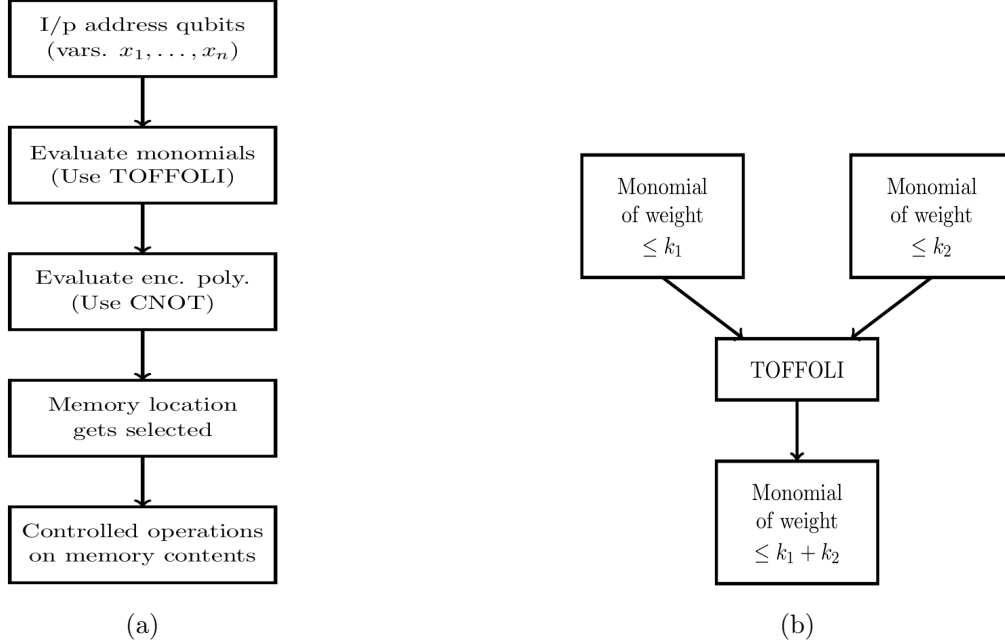 I/p address qubits
(vars. x₁, . . . , xₙ)
Evaluate monomials
(Use TOFFOLI)
Evaluate enc. poly.
(Use CNOT)
Memory location
gets selected
Controlled operations
on memory contents
(a)
Monomial
of weight
≤ k₁
Monomial
of weight
≤ k₂
TOFFOLI
Monomial
of weight
≤ k₁ + k₂
(b)